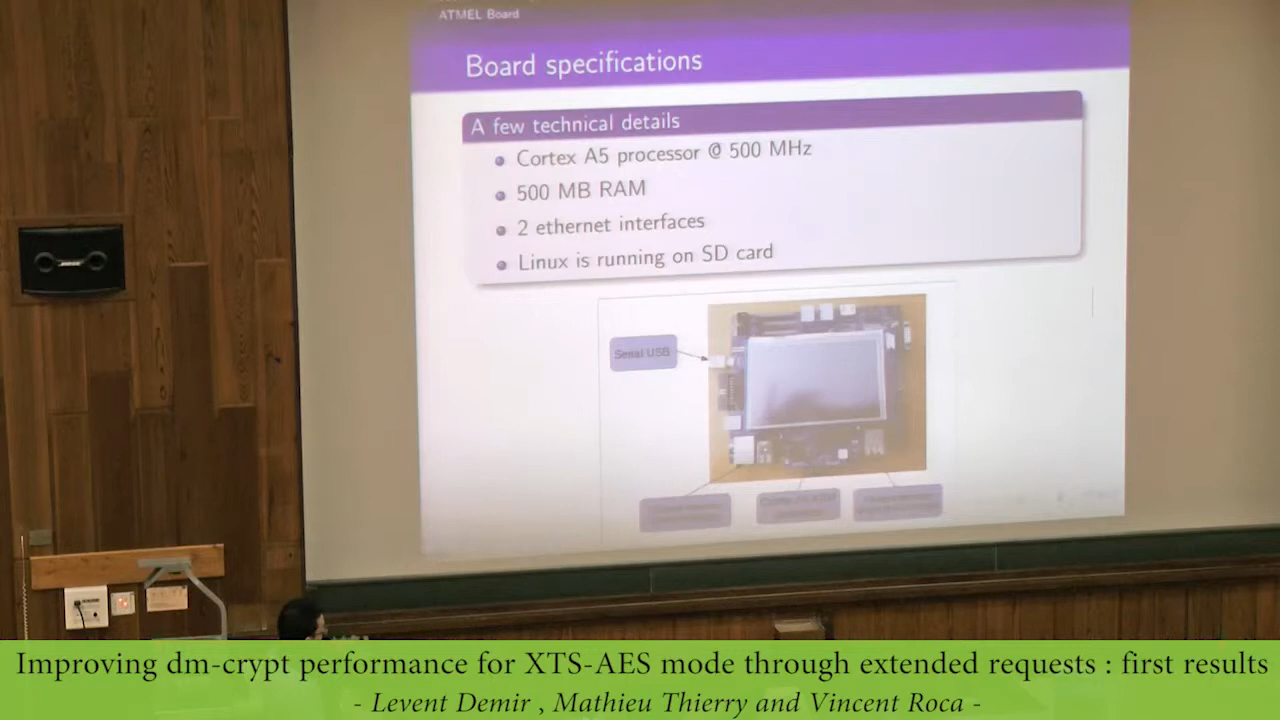 ATMEL Board
Board specifications
A few technical details
Cortex A5 processor @ 500 MHz
500 MB RAM
2 ethernet interfaces
Linux is running on SD card
Serial USB
BOSE
Improving dm-crypt performance for XTS-AES mode through extended requests : first results
- Levent Demir , Mathieu Thierry and Vincent Roca -